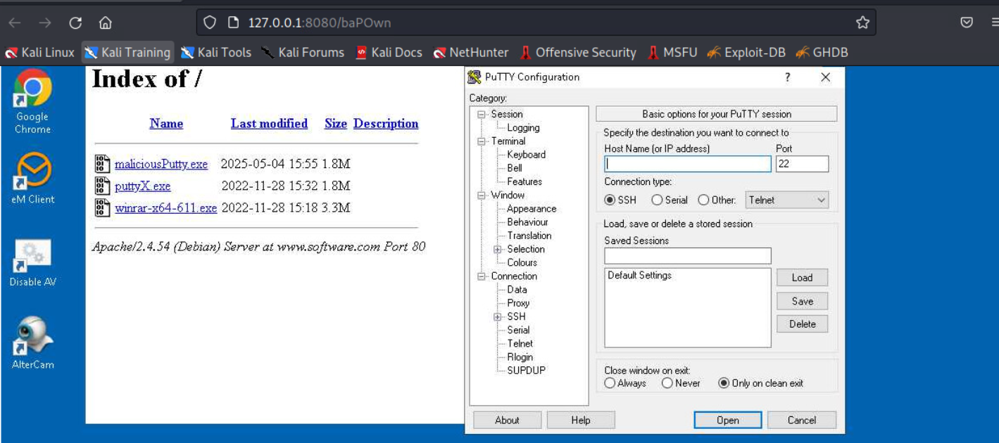 127.0.0.1:8080/baPOwn
Kali Linux Kali Training Kali Tools Kali Forums Kali Docs NetHunter Offensive Security MSFU Exploit-DB GHDB
Google
Chrome
eM Client
Disable AV
AlterCam
Index of /
Name Last modified Size Description
maliciousPutty.exe 2025-05-04 15:55 1.8M
puttyX.exe 2022-11-28 15:32 1.8M
winrar-x64-611.exe 2022-11-28 15:18 3.3M
Apache/2.4.54 (Debian) Server at www.software.com Port 80
PuTTY Configuration ?
Category:
Session
Logging
Terminal
Keyboard
Bell
Features
Window
Appearance
Behaviour
Translation
Selection
Colours
Connection
Data
Proxy
SSH
Serial
Telnet
Rlogin
SUPDUP
Basic options for your PuTTY session
Specify the destination you want to connect to
Host Name (or IP address) Port
22
Connection type:
SSH Serial Other: Telnet
Load, save or delete a stored session
Saved Sessions
Default Settings
Load
Save
Delete
Close window on exit:
Always Never Only on clean exit
About Help Open Cancel